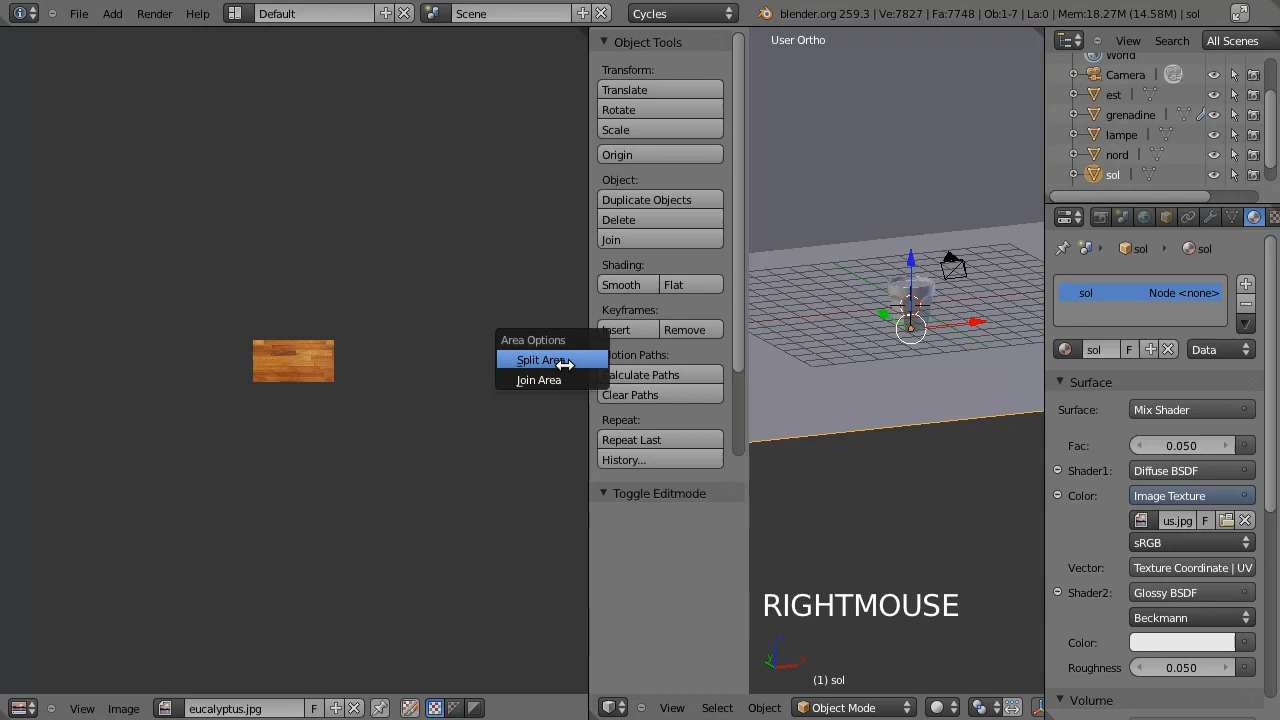 File Add Render Help Default Scene Cycles blender.org 259.3 | Ve:7827 | Fa:7748 | Ob:1-7 | La:0 | Mem:18.27M (14.58M) | sol
Object Tools
Transform:
Translate
Rotate
Scale
Origin
Object:
Duplicate Objects
Delete
Join
Shading:
Smooth Flat
Keyframes:
Insert Remove
Motion Paths:
Calculate Paths
Clear Paths
Repeat:
Repeat Last
History...
Toggle Editmode
Area Options
Split Area
Join Area
User Ortho
RIGHTMOUSE
z
y x
(1) sol
View Search All Scenes
World
Camera |
est |
grenadine |
lampe |
nord |
sol |
sol sol
sol Node <none>
sol F Data
Surface
Surface: Mix Shader
Fac: 0.050
Shader1: Diffuse BSDF
Color: Image Texture
us.jpg F
sRGB
Vector: Texture Coordinate | UV
Shader2: Glossy BSDF
Beckmann
Color:
Roughness 0.050
Volume
View Image eucalyptus.jpg F
View Select Object Object Mode